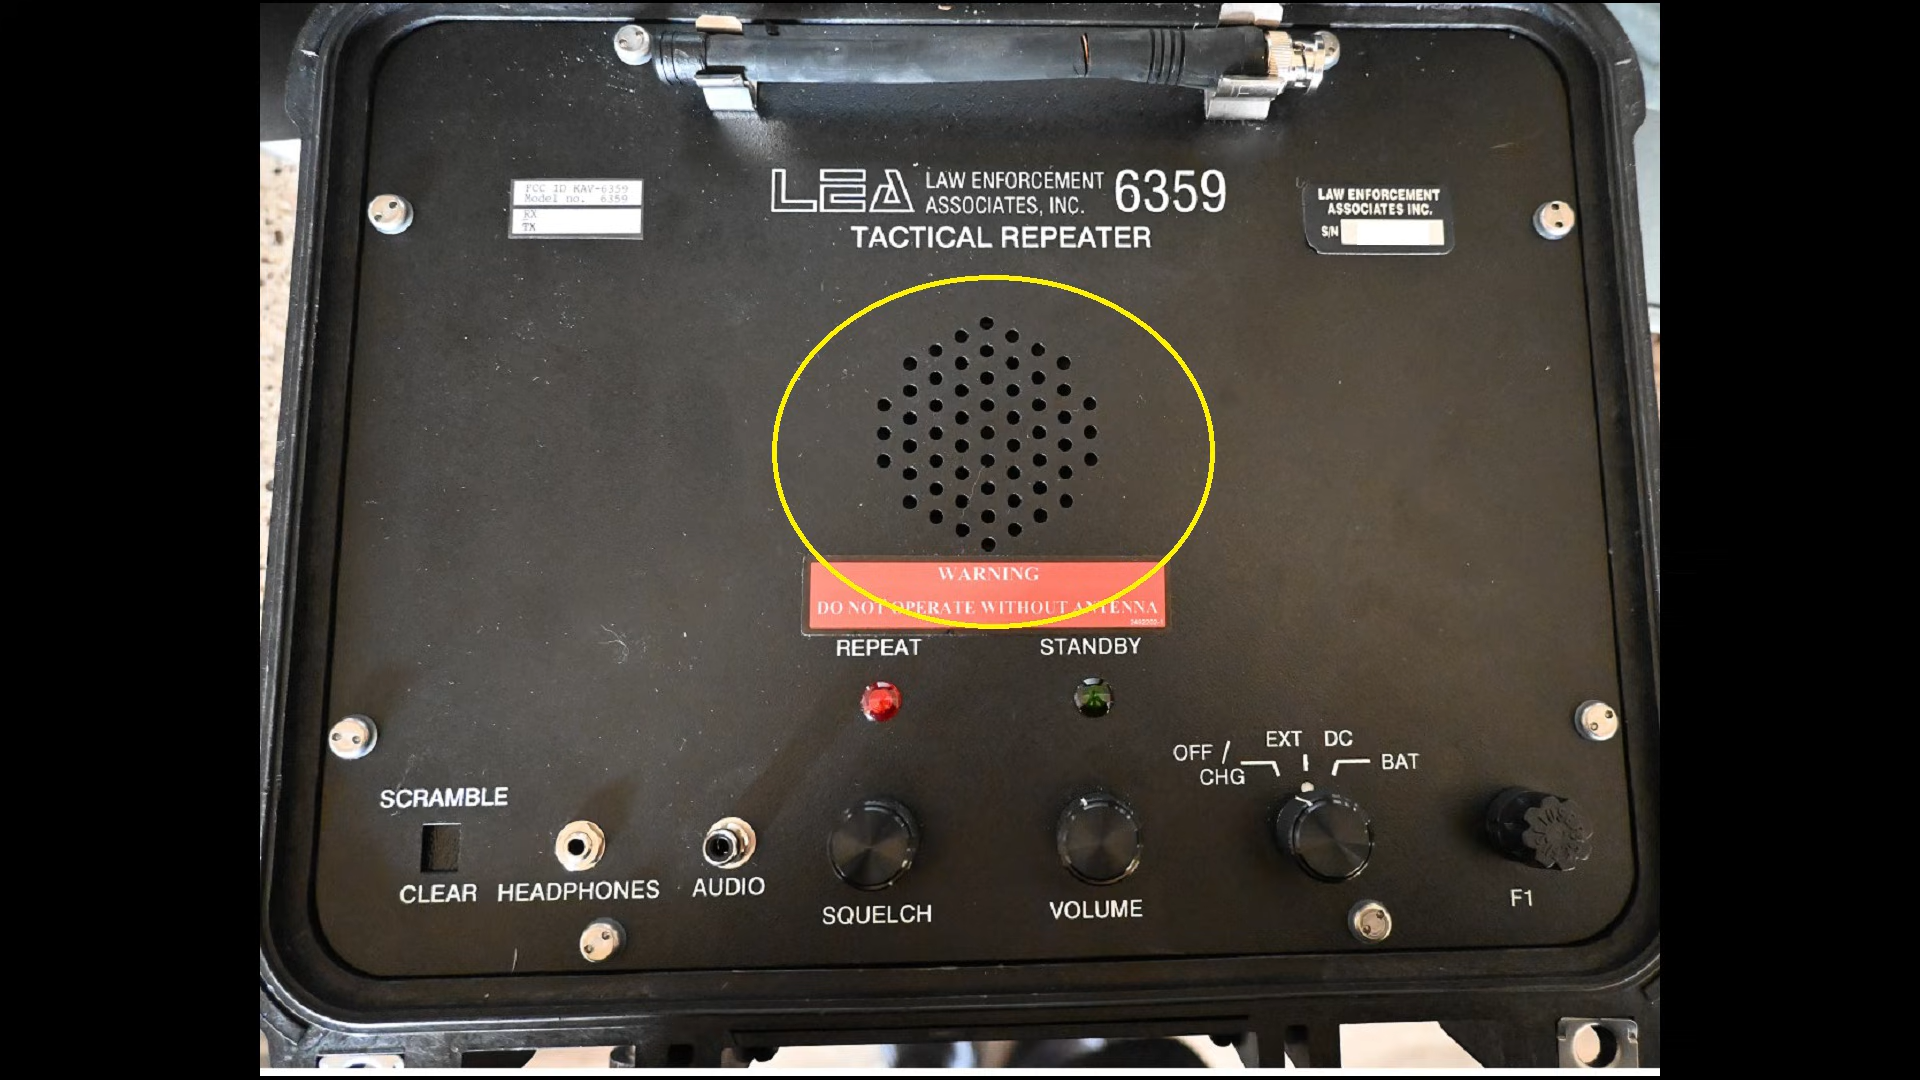 FCC ID KAV-6359
Model no. 6359
RX
TX
LEA LAW ENFORCEMENT ASSOCIATES, INC. 6359
TACTICAL REPEATER
LAW ENFORCEMENT
ASSOCIATES INC.
S/N
WARNING
DO NOT OPERATE WITHOUT ANTENNA
REPEAT
STANDBY
OFF / CHG
EXT DC
BAT
SCRAMBLE
CLEAR
HEADPHONES
AUDIO
SQUELCH
VOLUME
F1